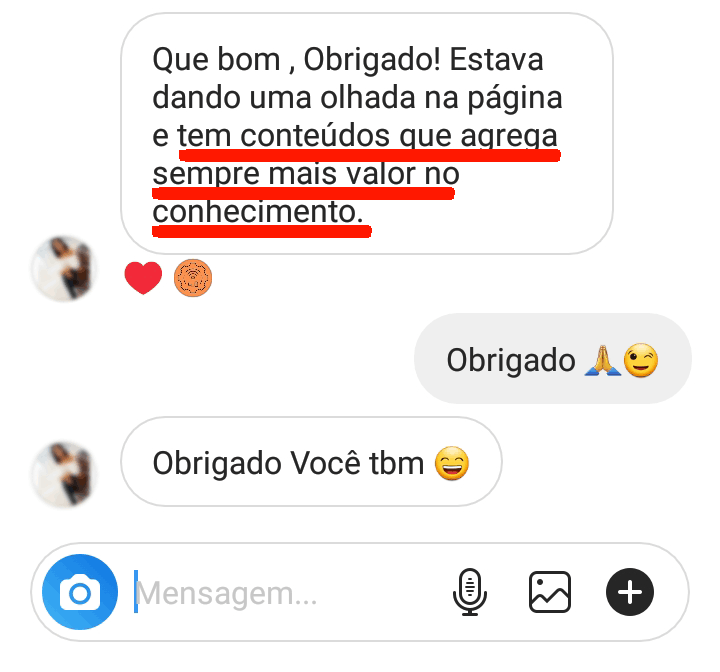 Que bom , Obrigado! Estava
dando uma olhada na página
e tem conteúdos que agrega
sempre mais valor no
conhecimento.
Obrigado 🙏😉
Obrigado Você tbm 😄
Mensagem...